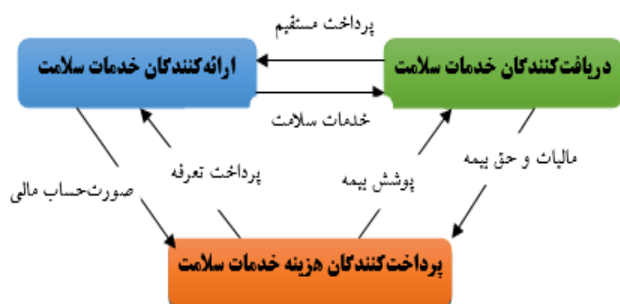 پرداخت مستقیم
دریافت‌کنندگان خدمات سلامت
ارائه‌کنندگان خدمات سلامت
خدمات سلامت
مالیات و حق بیمه
پوشش بیمه
پرداخت تعرفه
صورت‌حساب مالی
پرداخت‌کنندگان هزینه خدمات سلامت